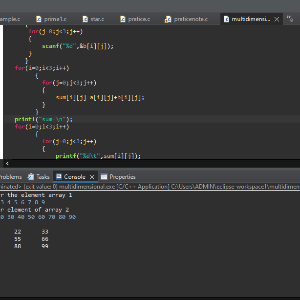 ample.c prime1.c star.c pratice.c praticenote.c multidimensi...
for(j=0;j<3;j++)
{
scanf("%d",&b[i][j]);
}
}
for(i=0;i<3;i++)
{
for(j=0;j<3;j++)
{
sum[i][j]=a[i][j]+b[i][j];
}
}
printf("sum \n");
for(i=0;i<3;i++)
{
for(j=0;j<3;j++)
{
printf("%d\t",sum[i][j]);
roblems Tasks Console Properties
minated> (exit value 0) multidimensional.exe [C/C++ Application] C:\Users\ADMIN\eclipse-workspace1\multidimen
r the element array 1
3 4 5 6 7 8 9
r element of array 2
0 30 40 50 60 70 80 90
22 33
55 66
88 99